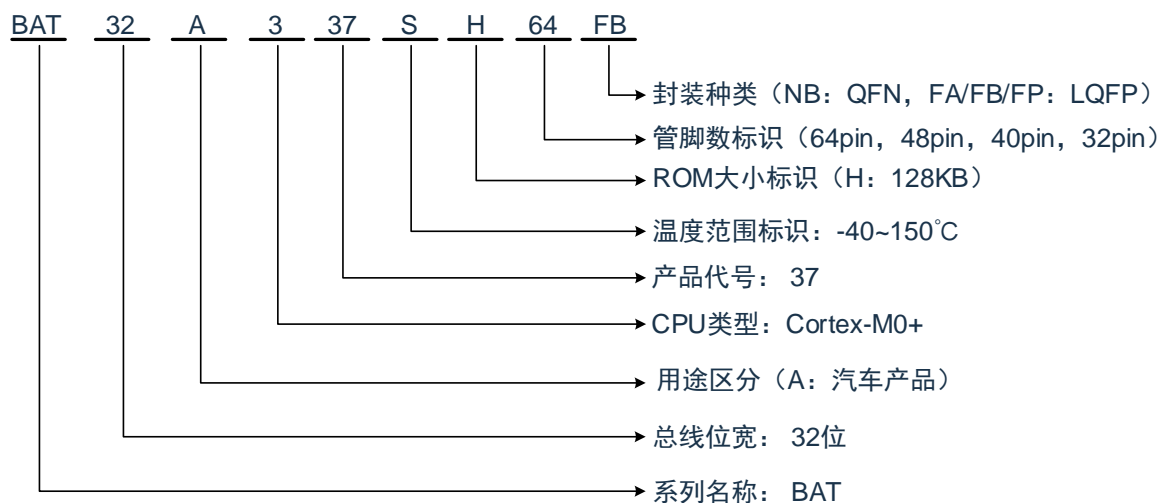 BAT 32 A 3 37 S H 64 FB
封装种类（NB：QFN，FA/FB/FP：LQFP）
管脚数标识（64pin，48pin，40pin，32pin）
ROM大小标识（H：128KB）
温度范围标识：-40~150℃
产品代号： 37
CPU类型：Cortex-M0+
用途区分（A：汽车产品）
总线位宽： 32位
系列名称： BAT